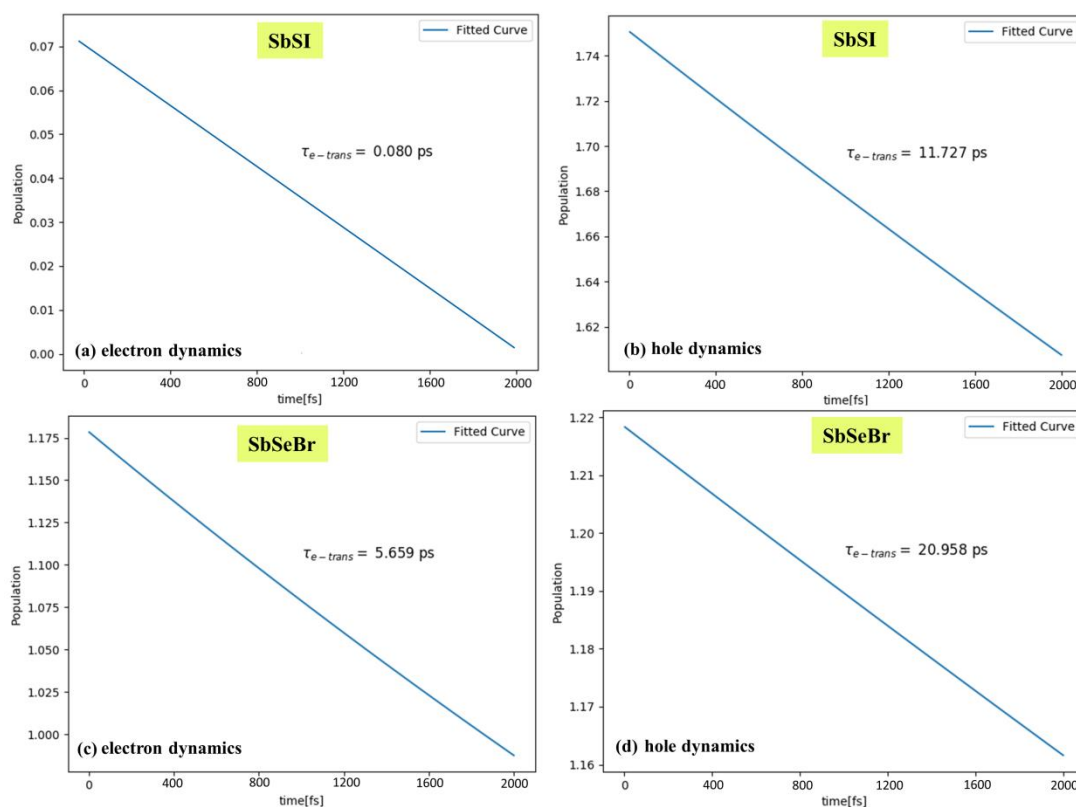 SbSI
Fitted Curve
0.07
0.06
0.05
0.04
0.03
0.02
0.01
0.00
Population
τe−trans = 0.080 ps
(a) electron dynamics
0
400
800
1200
1600
2000
time[fs]
SbSI
Fitted Curve
1.74
1.72
1.70
1.68
1.66
1.64
1.62
Population
τe−trans = 11.727 ps
(b) hole dynamics
0
400
800
1200
1600
2000
time[fs]
SbSeBr
Fitted Curve
1.175
1.150
1.125
1.100
1.075
1.050
1.025
1.000
Population
τe−trans = 5.659 ps
(c) electron dynamics
0
400
800
1200
1600
2000
time[fs]
SbSeBr
Fitted Curve
1.22
1.21
1.20
1.19
1.18
1.17
1.16
Population
τe−trans = 20.958 ps
(d) hole dynamics
0
400
800
1200
1600
2000
time[fs]